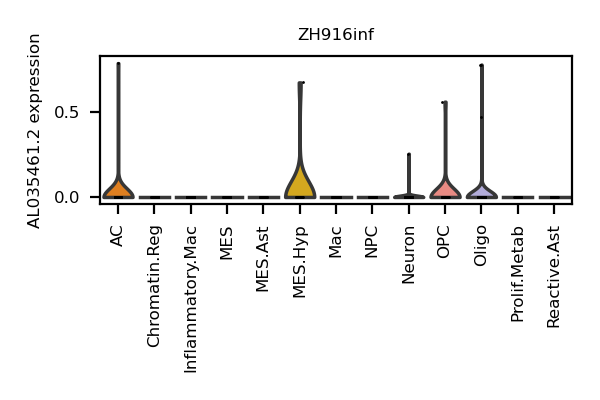 ZH916inf
AL035461.2 expression
0.5
0.0
AC
Chromatin.Reg
Inflammatory.Mac
MES
MES.Ast
MES.Hyp
Mac
NPC
Neuron
OPC
Oligo
Prolif.Metab
Reactive.Ast